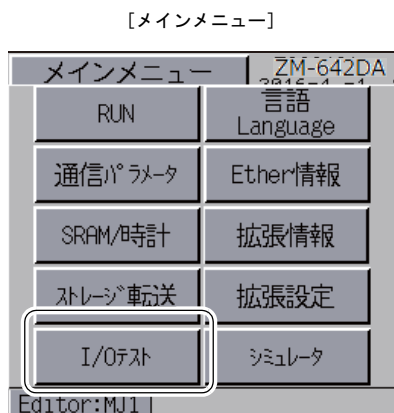 [メインメニュー]
メインメニュー ZM-642DA
RUN 言語
Language
通信パラメータ Ether情報
SRAM/時計 拡張情報
ストレージ転送 拡張設定
I/Oテスト シミュレータ
Editor:MJ1